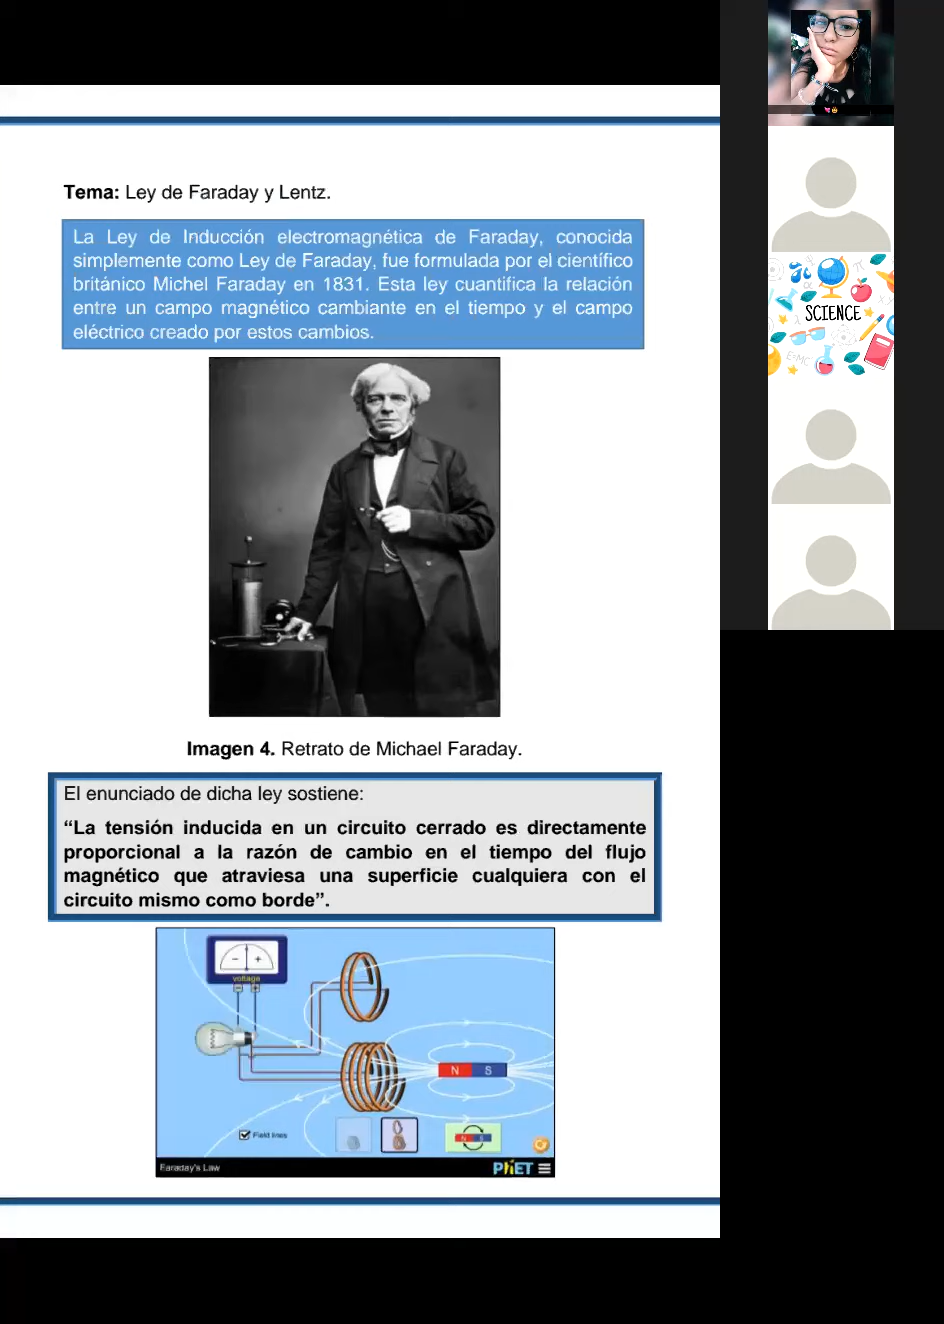 Tema: Ley de Faraday y Lentz.
La Ley de Inducción electromagnética de Faraday, conocida
simplemente como Ley de Faraday, fue formulada por el científico
británico Michel Faraday en 1831. Esta ley cuantifica la relación
entre un campo magnético cambiante en el tiempo y el campo
eléctrico creado por estos cambios.
Imagen 4. Retrato de Michael Faraday.
El enunciado de dicha ley sostiene:
“La tensión inducida en un circuito cerrado es directamente
proporcional a la razón de cambio en el tiempo del flujo
magnético que atraviesa una superficie cualquiera con el
circuito mismo como borde”.
voltage
N S
Field lines
N S
Faraday's Law
PhET
SCIENCE
E=MC